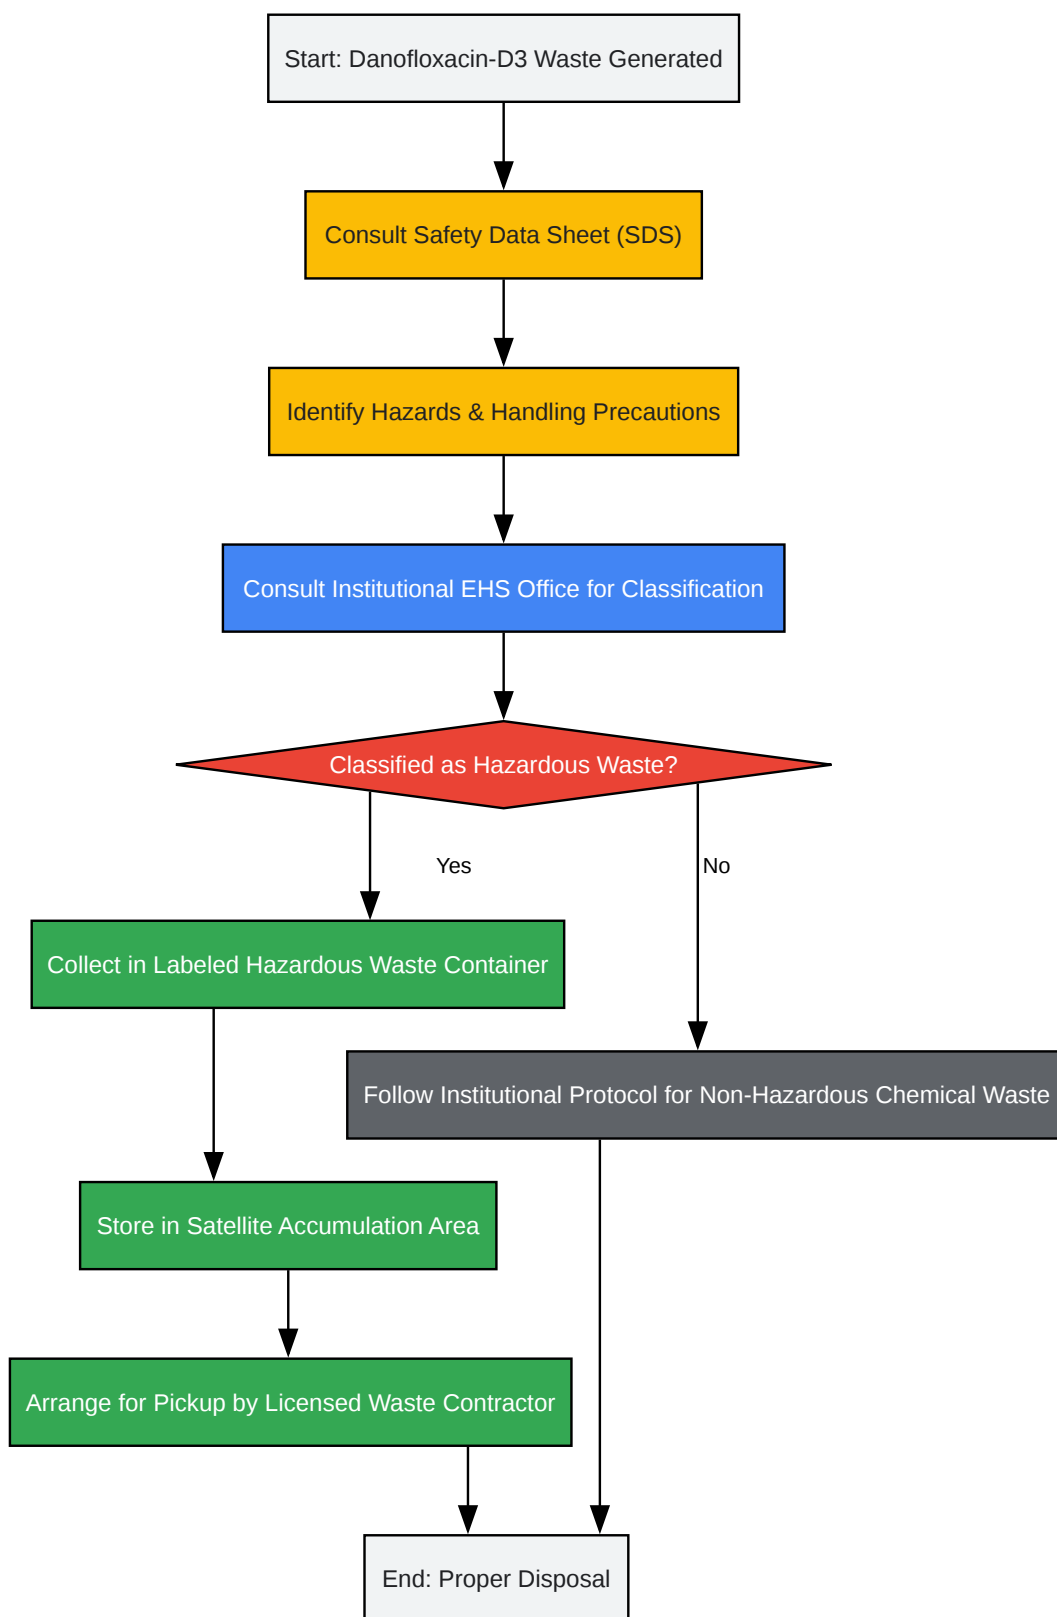 Start: Danofloxacin-D3 Waste Generated
Consult Safety Data Sheet (SDS)
Identify Hazards & Handling Precautions
Consult Institutional EHS Office for Classification
Classified as Hazardous Waste?
Yes
No
Collect in Labeled Hazardous Waste Container
Follow Institutional Protocol for Non-Hazardous Chemical Waste
Store in Satellite Accumulation Area
Arrange for Pickup by Licensed Waste Contractor
End: Proper Disposal